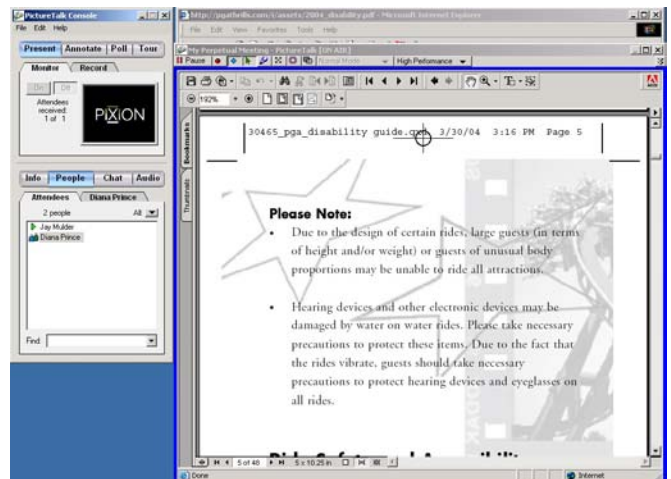 PictureTalk Console
File Edit Help
Present Annotate Poll Tour
Monitor Record
On Off
Attendees
received:
1 of 1
PIXION
Info People Chat Audio
Attendees Diana Prince
2 people All
Jay Mulder
Diana Prince
Find:
http://pgathrills.com/i/assets/2004_disability.pdf - Microsoft Internet Explorer
File Edit View Favorites Tools Help
My Perpetual Meeting - PictureTalk [ON AIR]
Pause Normal Mode High Performance
192%
Bookmarks
Thumbnails
30465_pga_disability guide.qxd 3/30/04 3:16 PM Page 5
Please Note:
• Due to the design of certain rides, large guests (in terms
of height and/or weight) or guests of unusual body
proportions may be unable to ride all attractions.
• Hearing devices and other electronic devices may be
damaged by water on water rides. Please take necessary
precautions to protect these items. Due to the fact that
the rides vibrate, guests should take necessary
precautions to protect hearing devices and eyeglasses on
all rides.
5 of 48 5 x 10.25 in
Done Internet